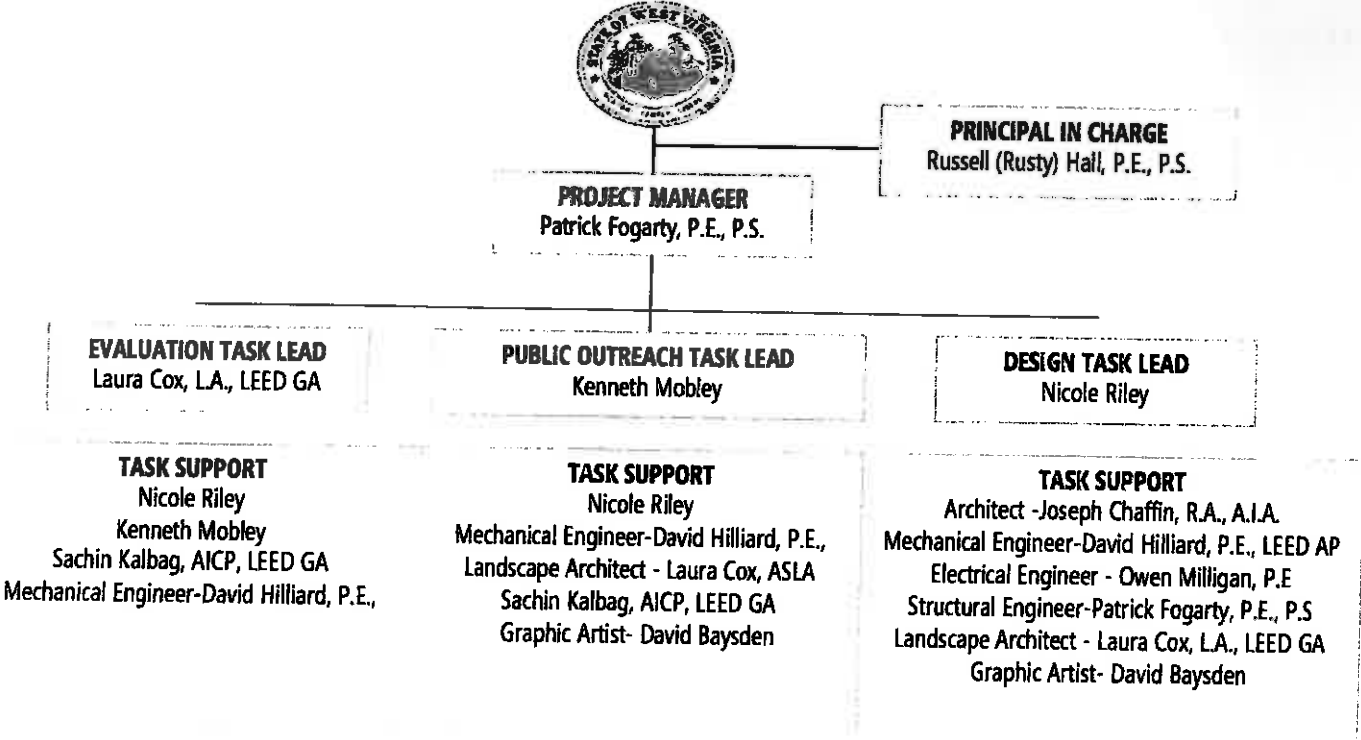 STATE OF WEST VIRGINIA
PRINCIPAL IN CHARGE
Russell (Rusty) Hall, P.E., P.S.
PROJECT MANAGER
Patrick Fogarty, P.E., P.S.
EVALUATION TASK LEAD
Laura Cox, L.A., LEED GA
PUBLIC OUTREACH TASK LEAD
Kenneth Mobley
DESIGN TASK LEAD
Nicole Riley
TASK SUPPORT
Nicole Riley
Kenneth Mobley
Sachin Kalbag, AICP, LEED GA
Mechanical Engineer-David Hilliard, P.E.,
TASK SUPPORT
Nicole Riley
Mechanical Engineer-David Hilliard, P.E.,
Landscape Architect - Laura Cox, ASLA
Sachin Kalbag, AICP, LEED GA
Graphic Artist- David Baysden
TASK SUPPORT
Architect -Joseph Chaffin, R.A., A.I.A.
Mechanical Engineer-David Hilliard, P.E., LEED AP
Electrical Engineer - Owen Milligan, P.E
Structural Engineer-Patrick Fogarty, P.E., P.S
Landscape Architect - Laura Cox, L.A., LEED GA
Graphic Artist- David Baysden